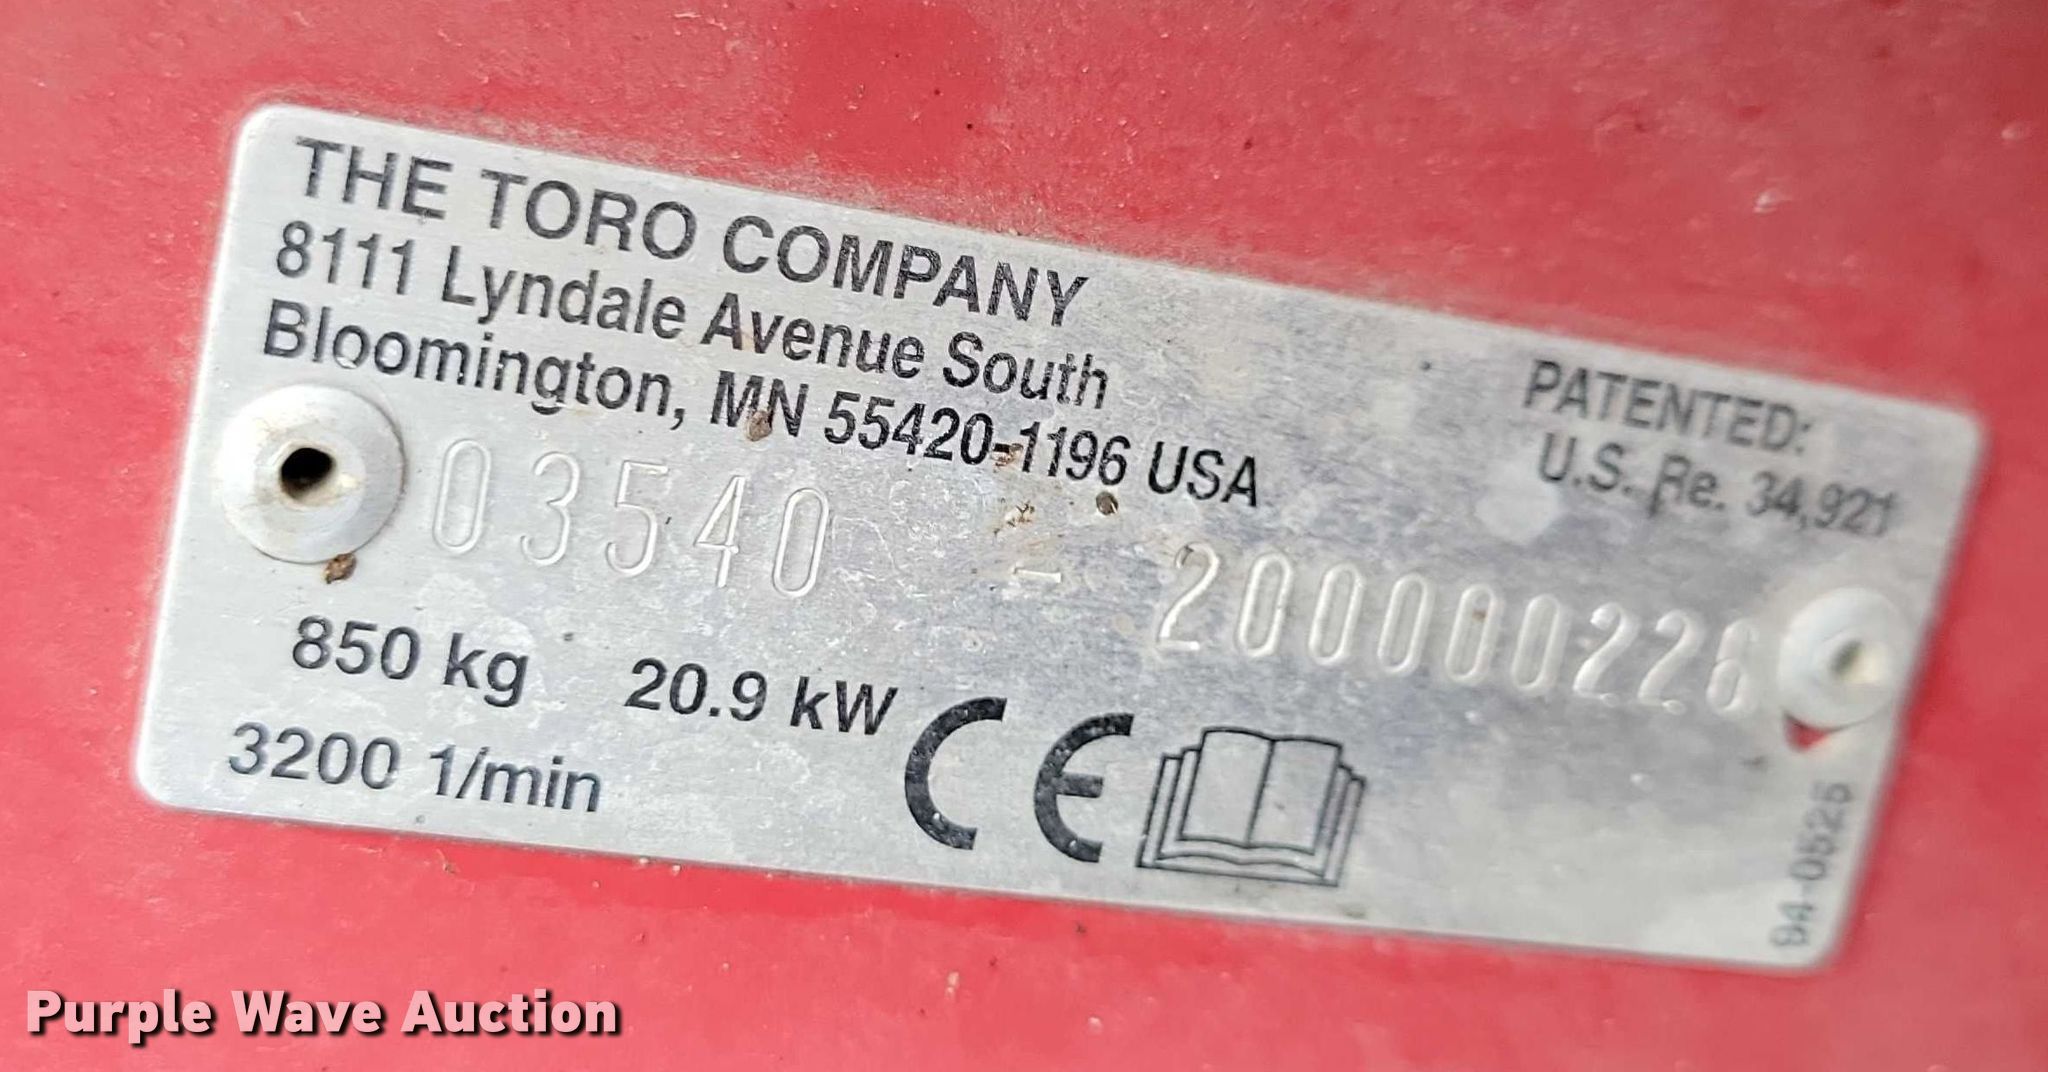 THE TORO COMPANY
8111 Lyndale Avenue South
Bloomington, MN 55420-1196 USA
PATENTED:
U.S. Re. 34,921
03540 - 200000226
850 kg 20.9 kW
3200 1/min
CE
94-0525
Purple Wave Auction